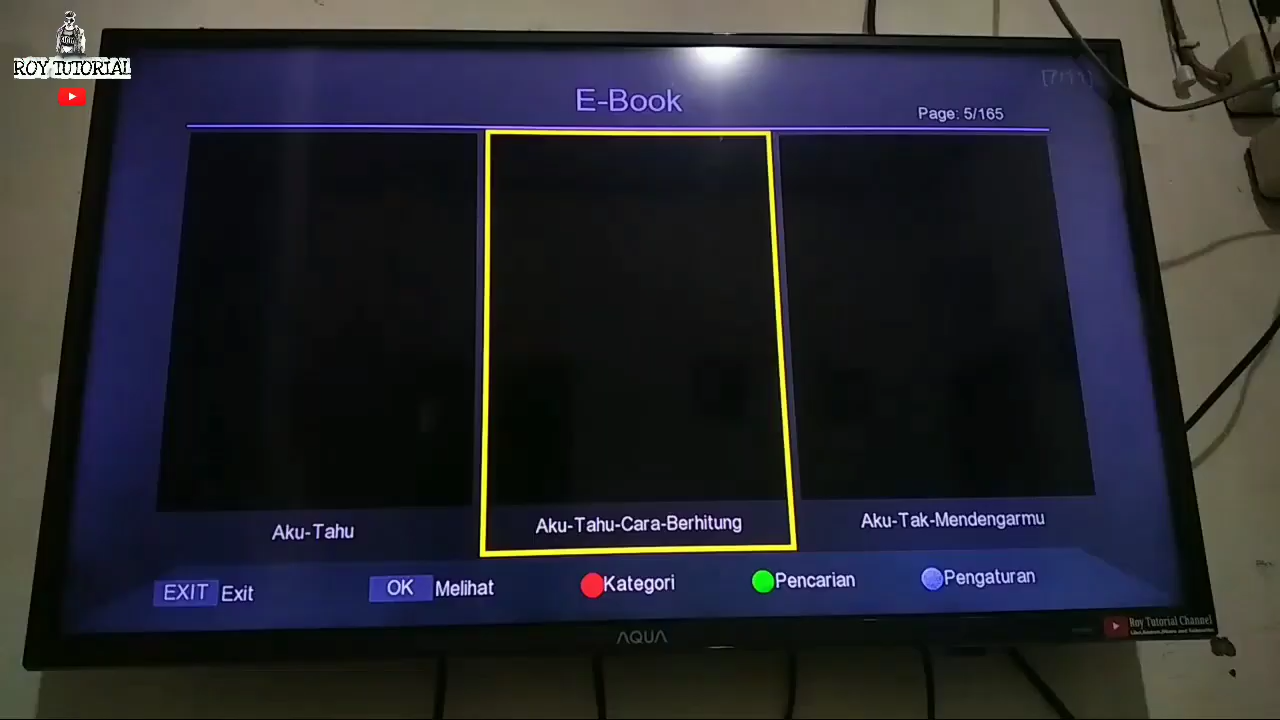 ROY TUTORIAL
E-Book
Page: 5/165
Aku-Tahu
Aku-Tahu-Cara-Berhitung
Aku-Tak-Mendengarmu
EXIT Exit
OK Melihat
Kategori
Pencarian
Pengaturan
AQUA
Roy Tutorial Channel